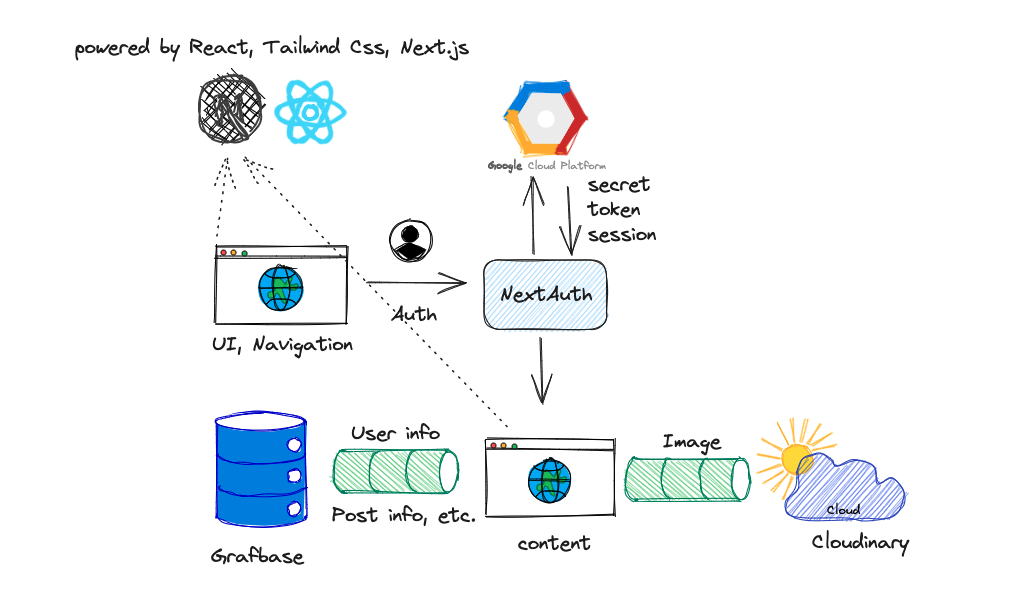 powered by React, Tailwind Css, Next.js
N
Google Cloud Platform
secret
token
session
Auth
NextAuth
UI, Navigation
User info
Image
Post info, etc.
Cloud
Grafbase
content
Cloudinary